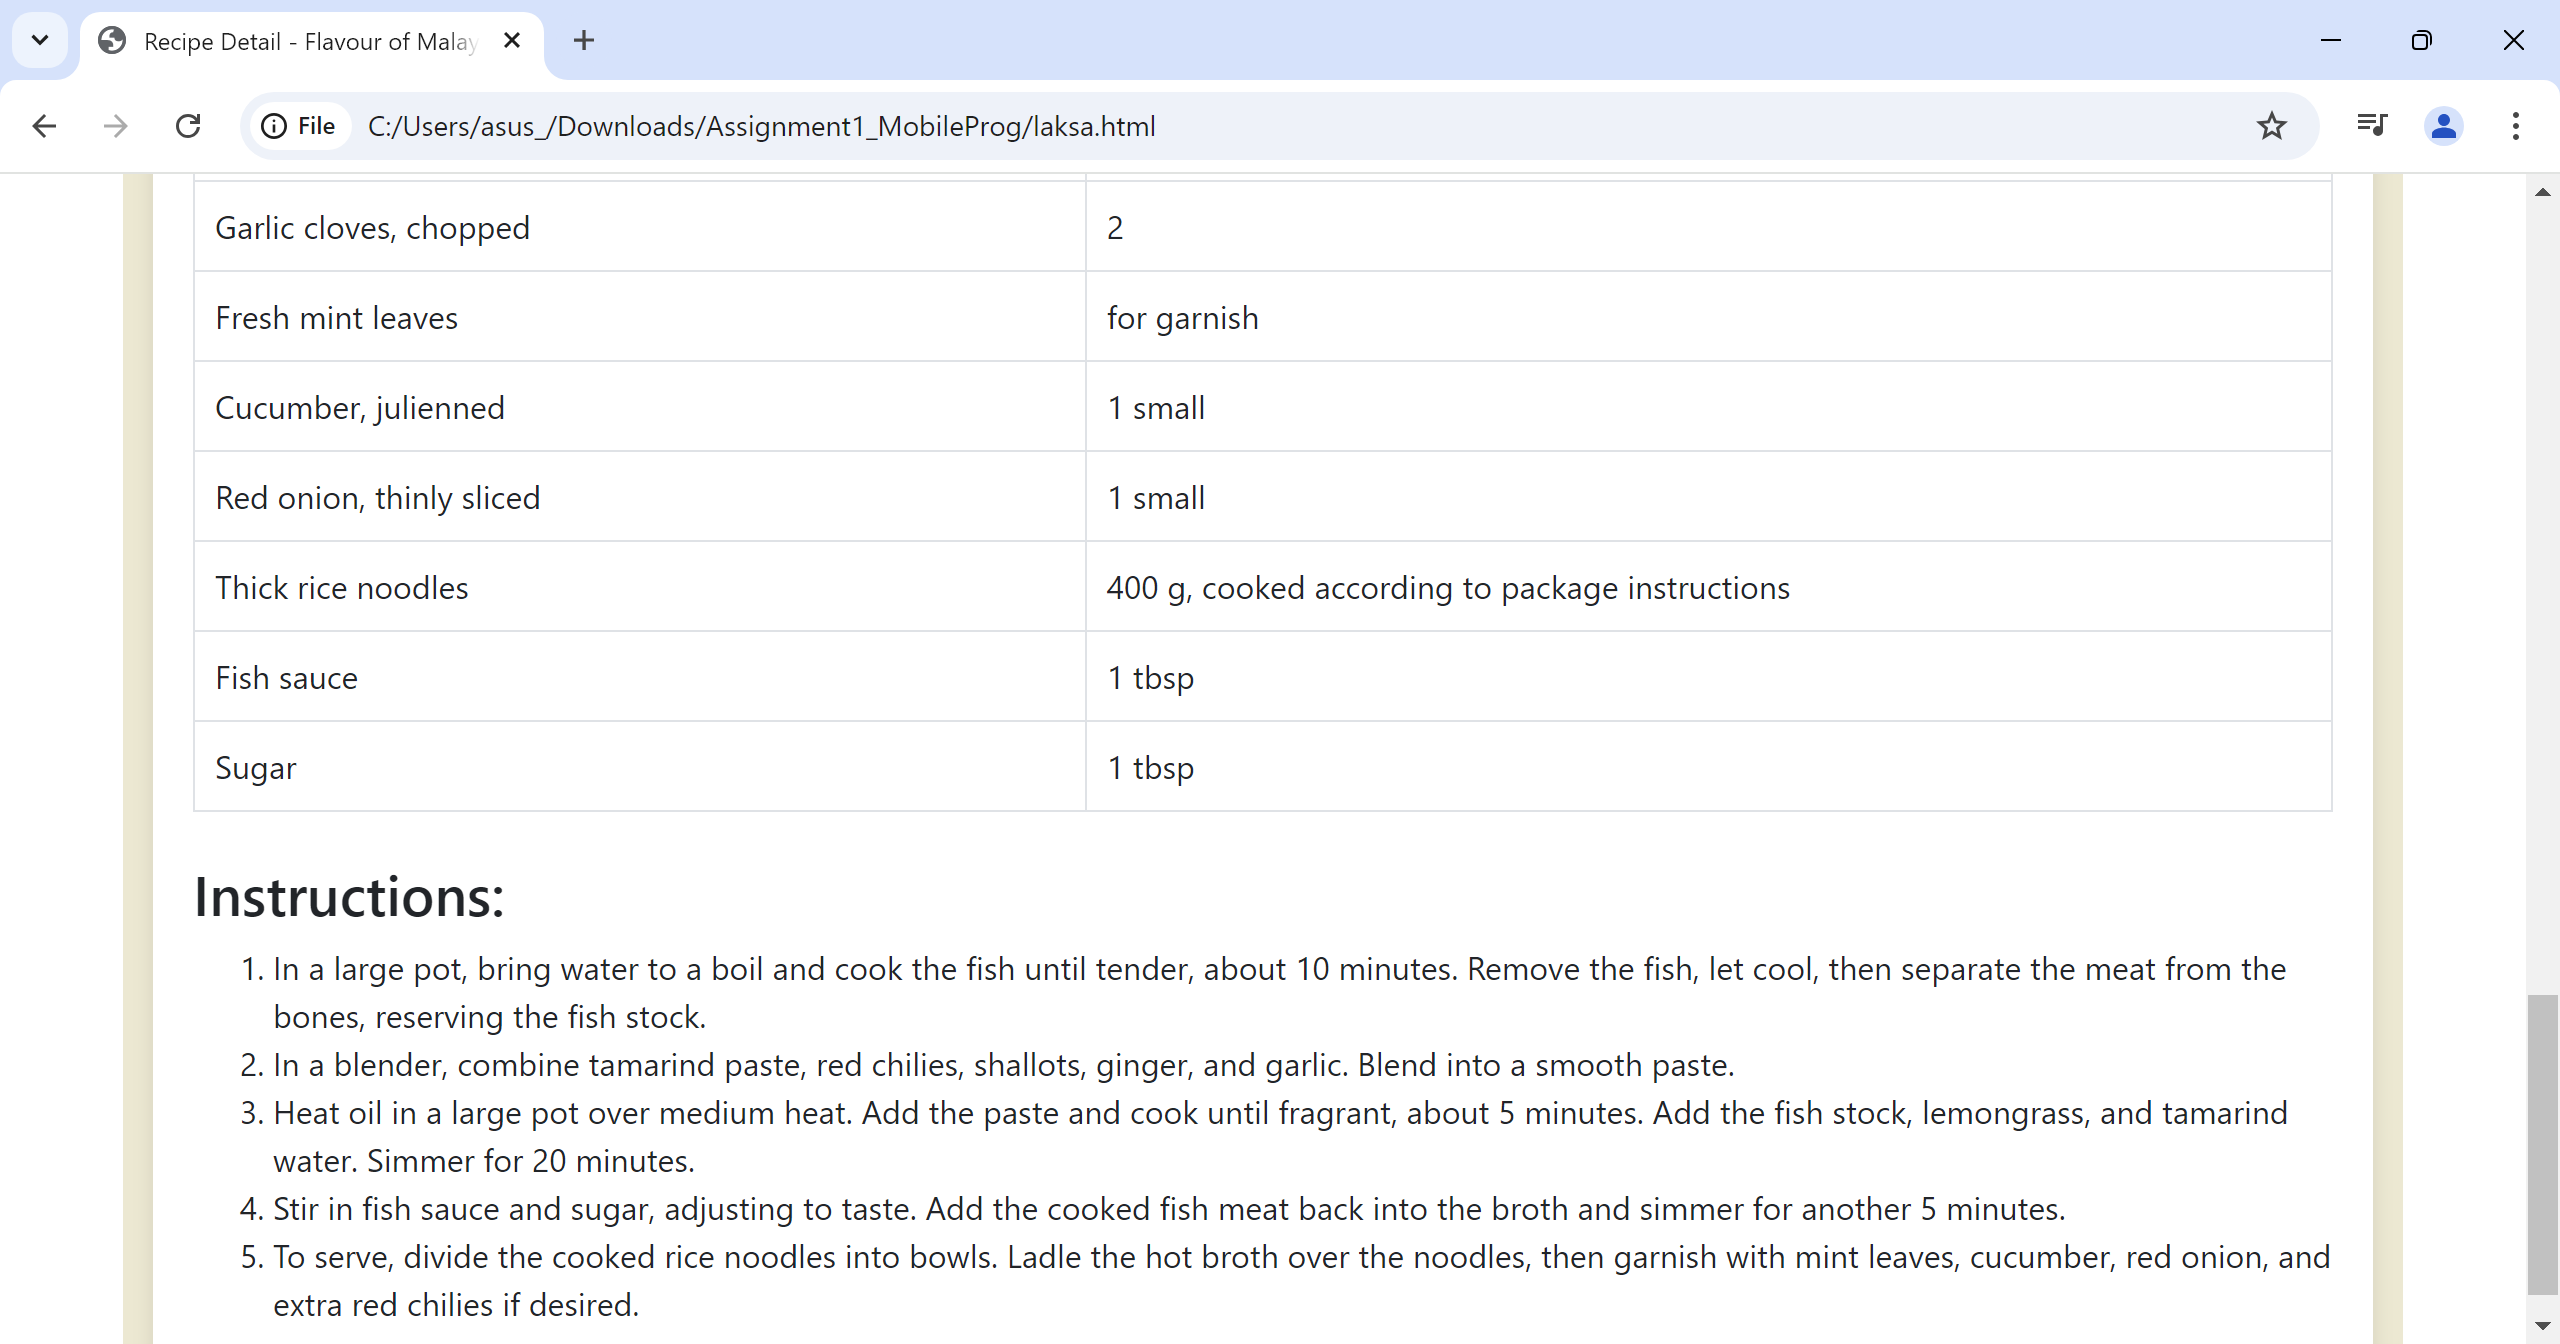 Recipe Detail - Flavour of Malay
File C:/Users/asus_/Downloads/Assignment1_MobileProg/laksa.html
Garlic cloves, chopped 2
Fresh mint leaves for garnish
Cucumber, julienned 1 small
Red onion, thinly sliced 1 small
Thick rice noodles 400 g, cooked according to package instructions
Fish sauce 1 tbsp
Sugar 1 tbsp
Instructions:
1. In a large pot, bring water to a boil and cook the fish until tender, about 10 minutes. Remove the fish, let cool, then separate the meat from the
bones, reserving the fish stock.
2. In a blender, combine tamarind paste, red chilies, shallots, ginger, and garlic. Blend into a smooth paste.
3. Heat oil in a large pot over medium heat. Add the paste and cook until fragrant, about 5 minutes. Add the fish stock, lemongrass, and tamarind
water. Simmer for 20 minutes.
4. Stir in fish sauce and sugar, adjusting to taste. Add the cooked fish meat back into the broth and simmer for another 5 minutes.
5. To serve, divide the cooked rice noodles into bowls. Ladle the hot broth over the noodles, then garnish with mint leaves, cucumber, red onion, and
extra red chilies if desired.